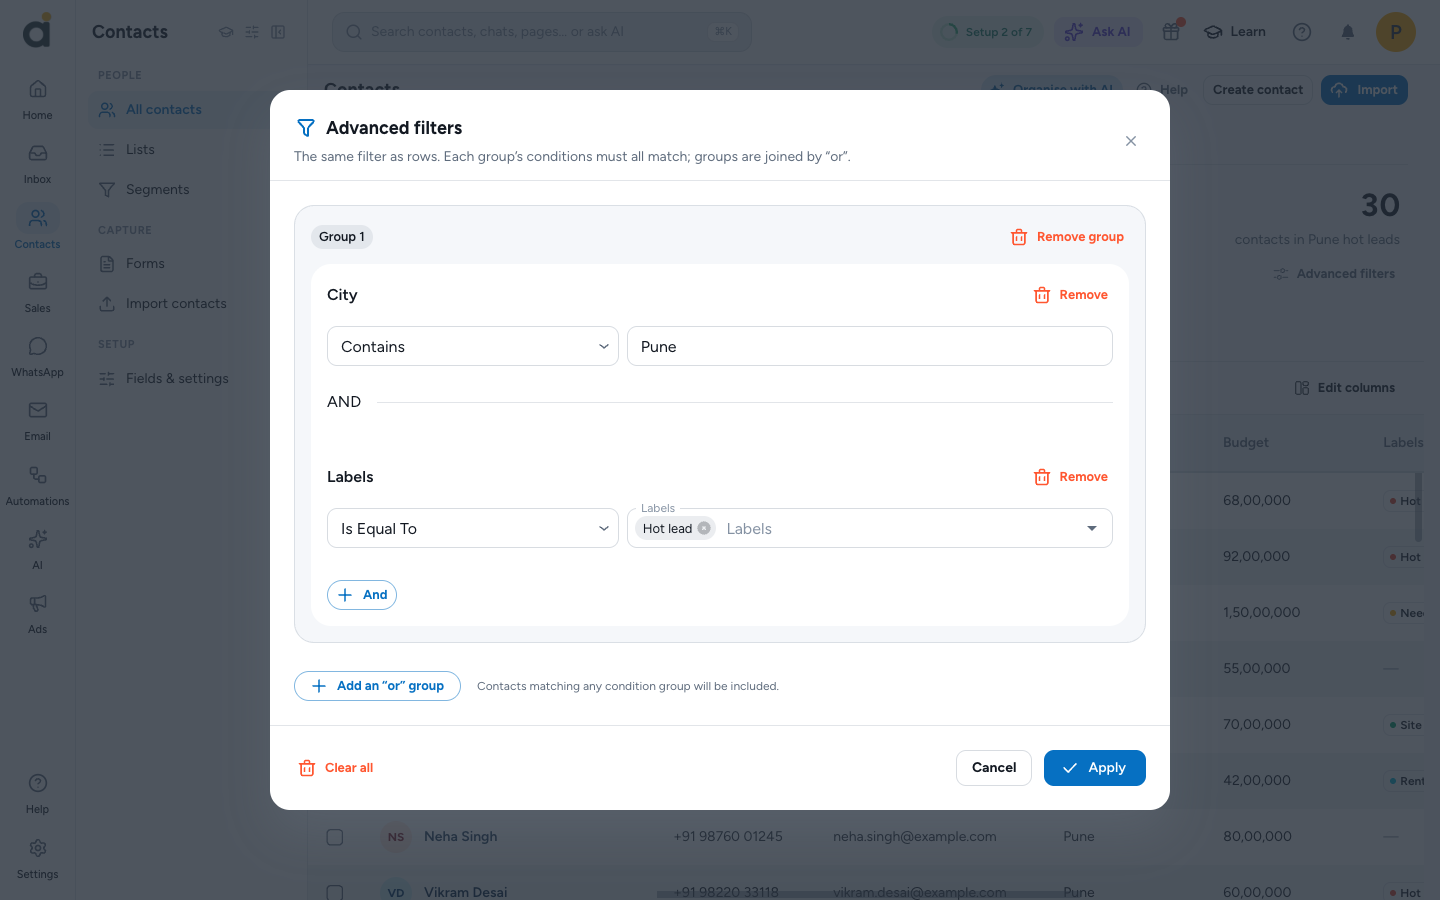 Contacts
Search contacts, chats, pages... or ask AI
⌘K
Setup 2 of 7
Ask AI
Learn
P
Home
Inbox
Contacts
Sales
WhatsApp
Email
Automations
AI
Ads
Help
Settings
PEOPLE
All contacts
Lists
Segments
CAPTURE
Forms
Import contacts
SETUP
Fields & settings
Contacts
Organise with AI
Help
Create contact
Import
30
contacts in Pune hot leads
Advanced filters
Edit columns
Budget
Labels
68,00,000
Hot
92,00,000
Hot
1,50,00,000
55,00,000
—
70,00,000
Site
42,00,000
Rent
NS
Neha Singh
+91 98760 01245
neha.singh@example.com
Pune
80,00,000
—
VD
Vikram Desai
+91 98220 33118
vikram.desai@example.com
Pune
60,00,000
Hot
Advanced filters
The same filter as rows. Each group’s conditions must all match; groups are joined by “or”.
Group 1
Remove group
City
Remove
Contains
Pune
AND
Labels
Remove
Is Equal To
Labels
Hot lead
Labels
And
Add an “or” group
Contacts matching any condition group will be included.
Clear all
Cancel
Apply